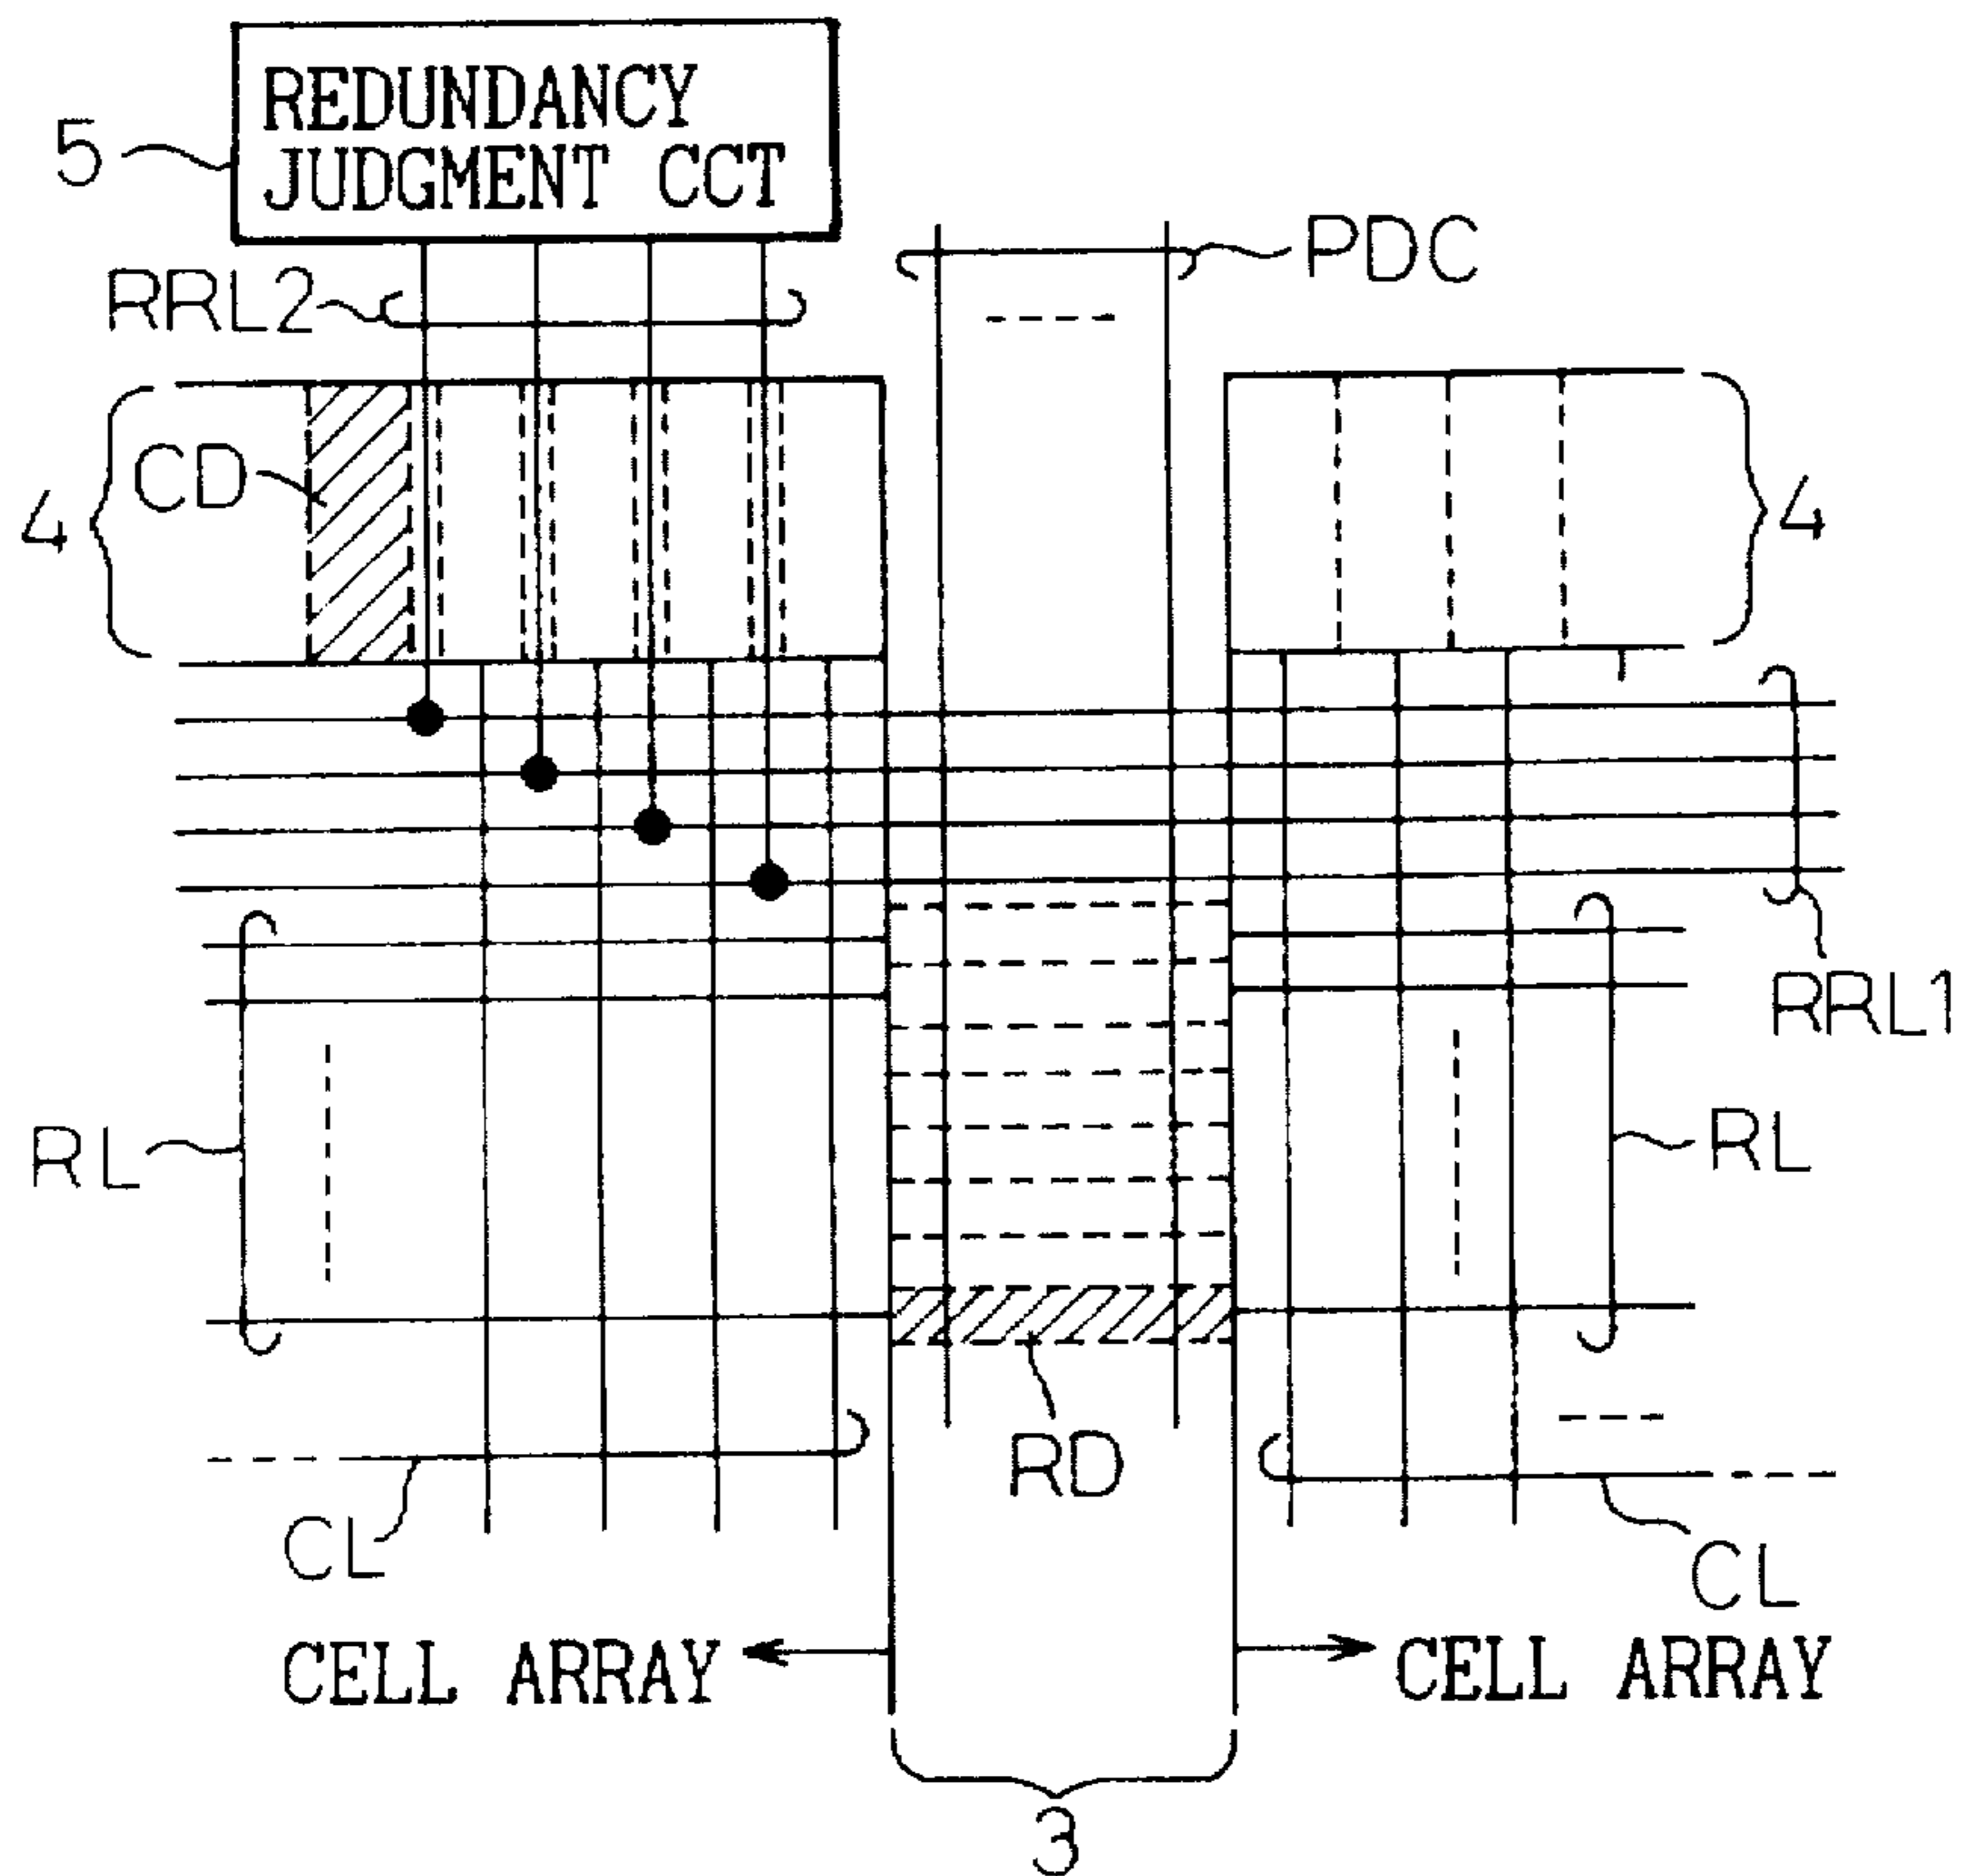 REDUNDANCY
JUDGMENT CCT
5
PDC
RRL2
CD
4
4
RRL1
RL
RL
RD
CL
CL
CELL ARRAY
CELL ARRAY
3